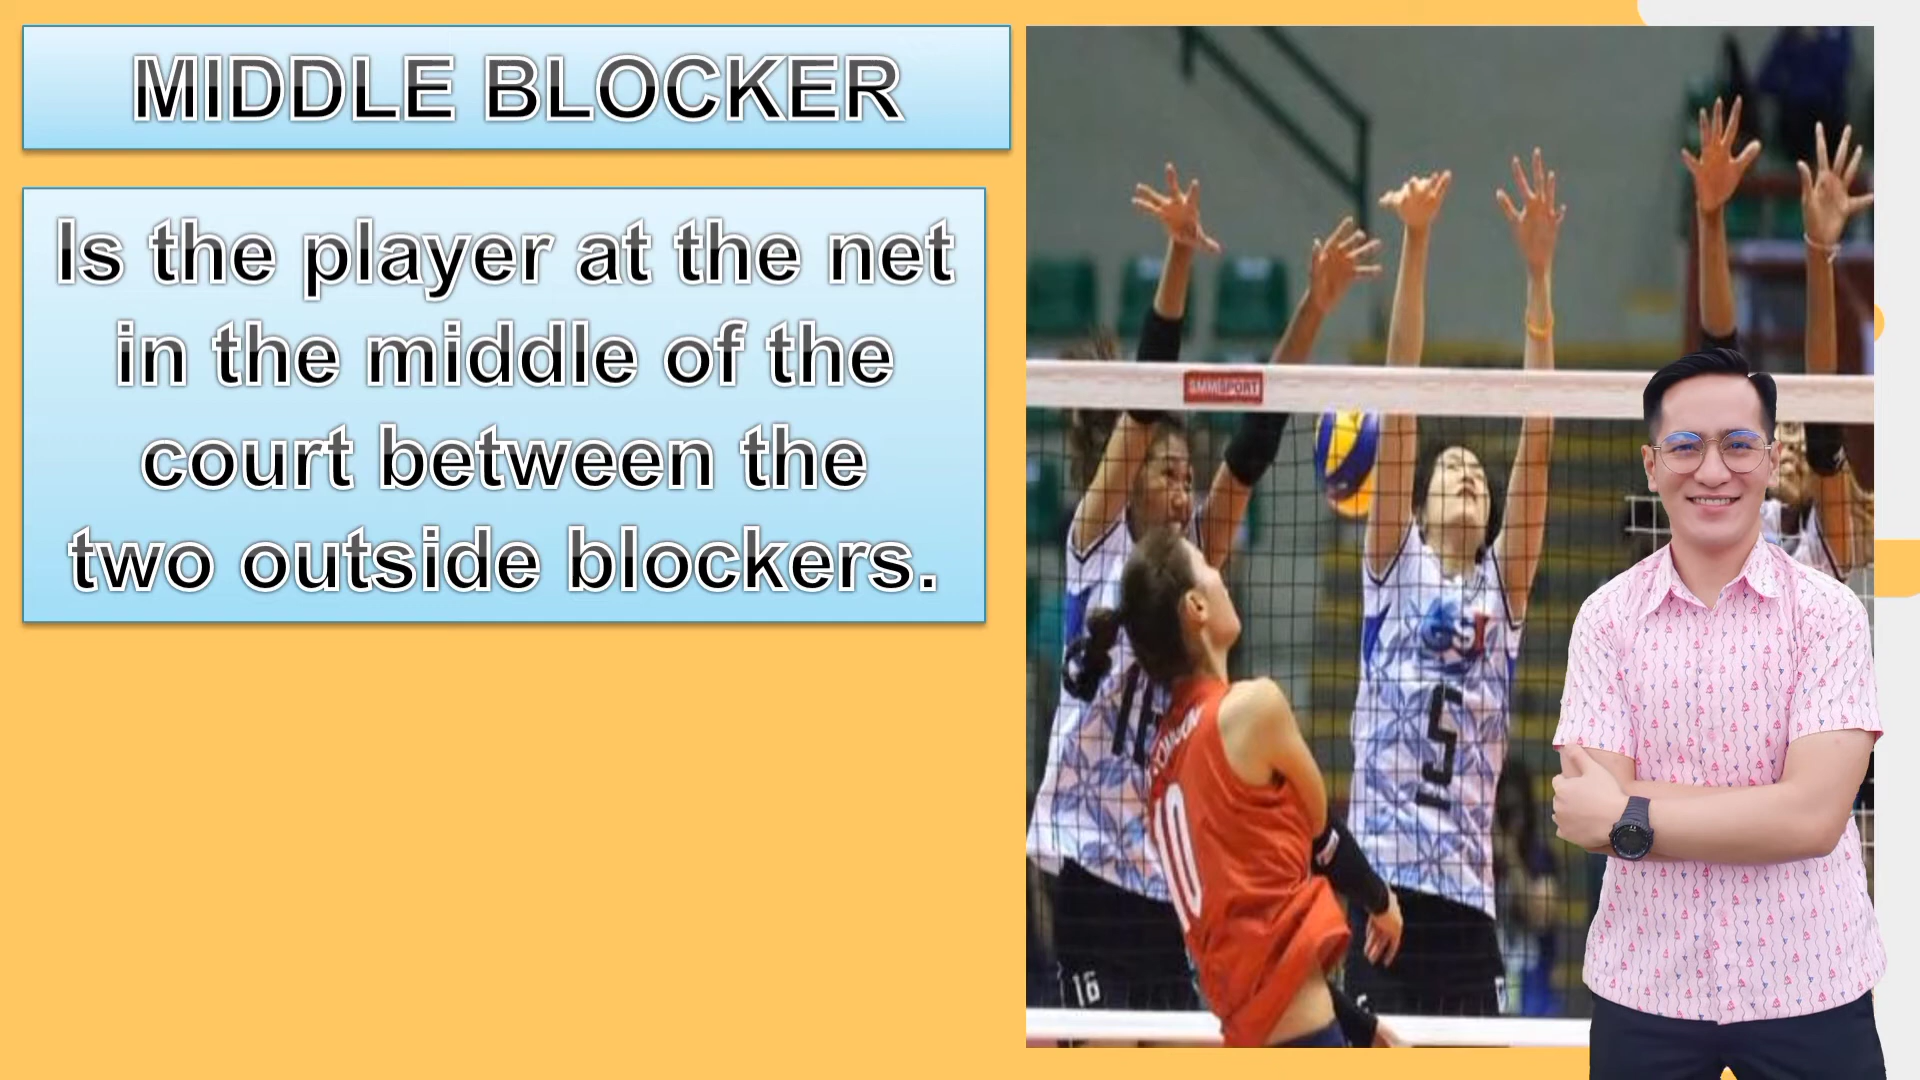 MIDDLE BLOCKER
Is the player at the net
in the middle of the
court between the
two outside blockers.
SMMSPORT
5
10
16